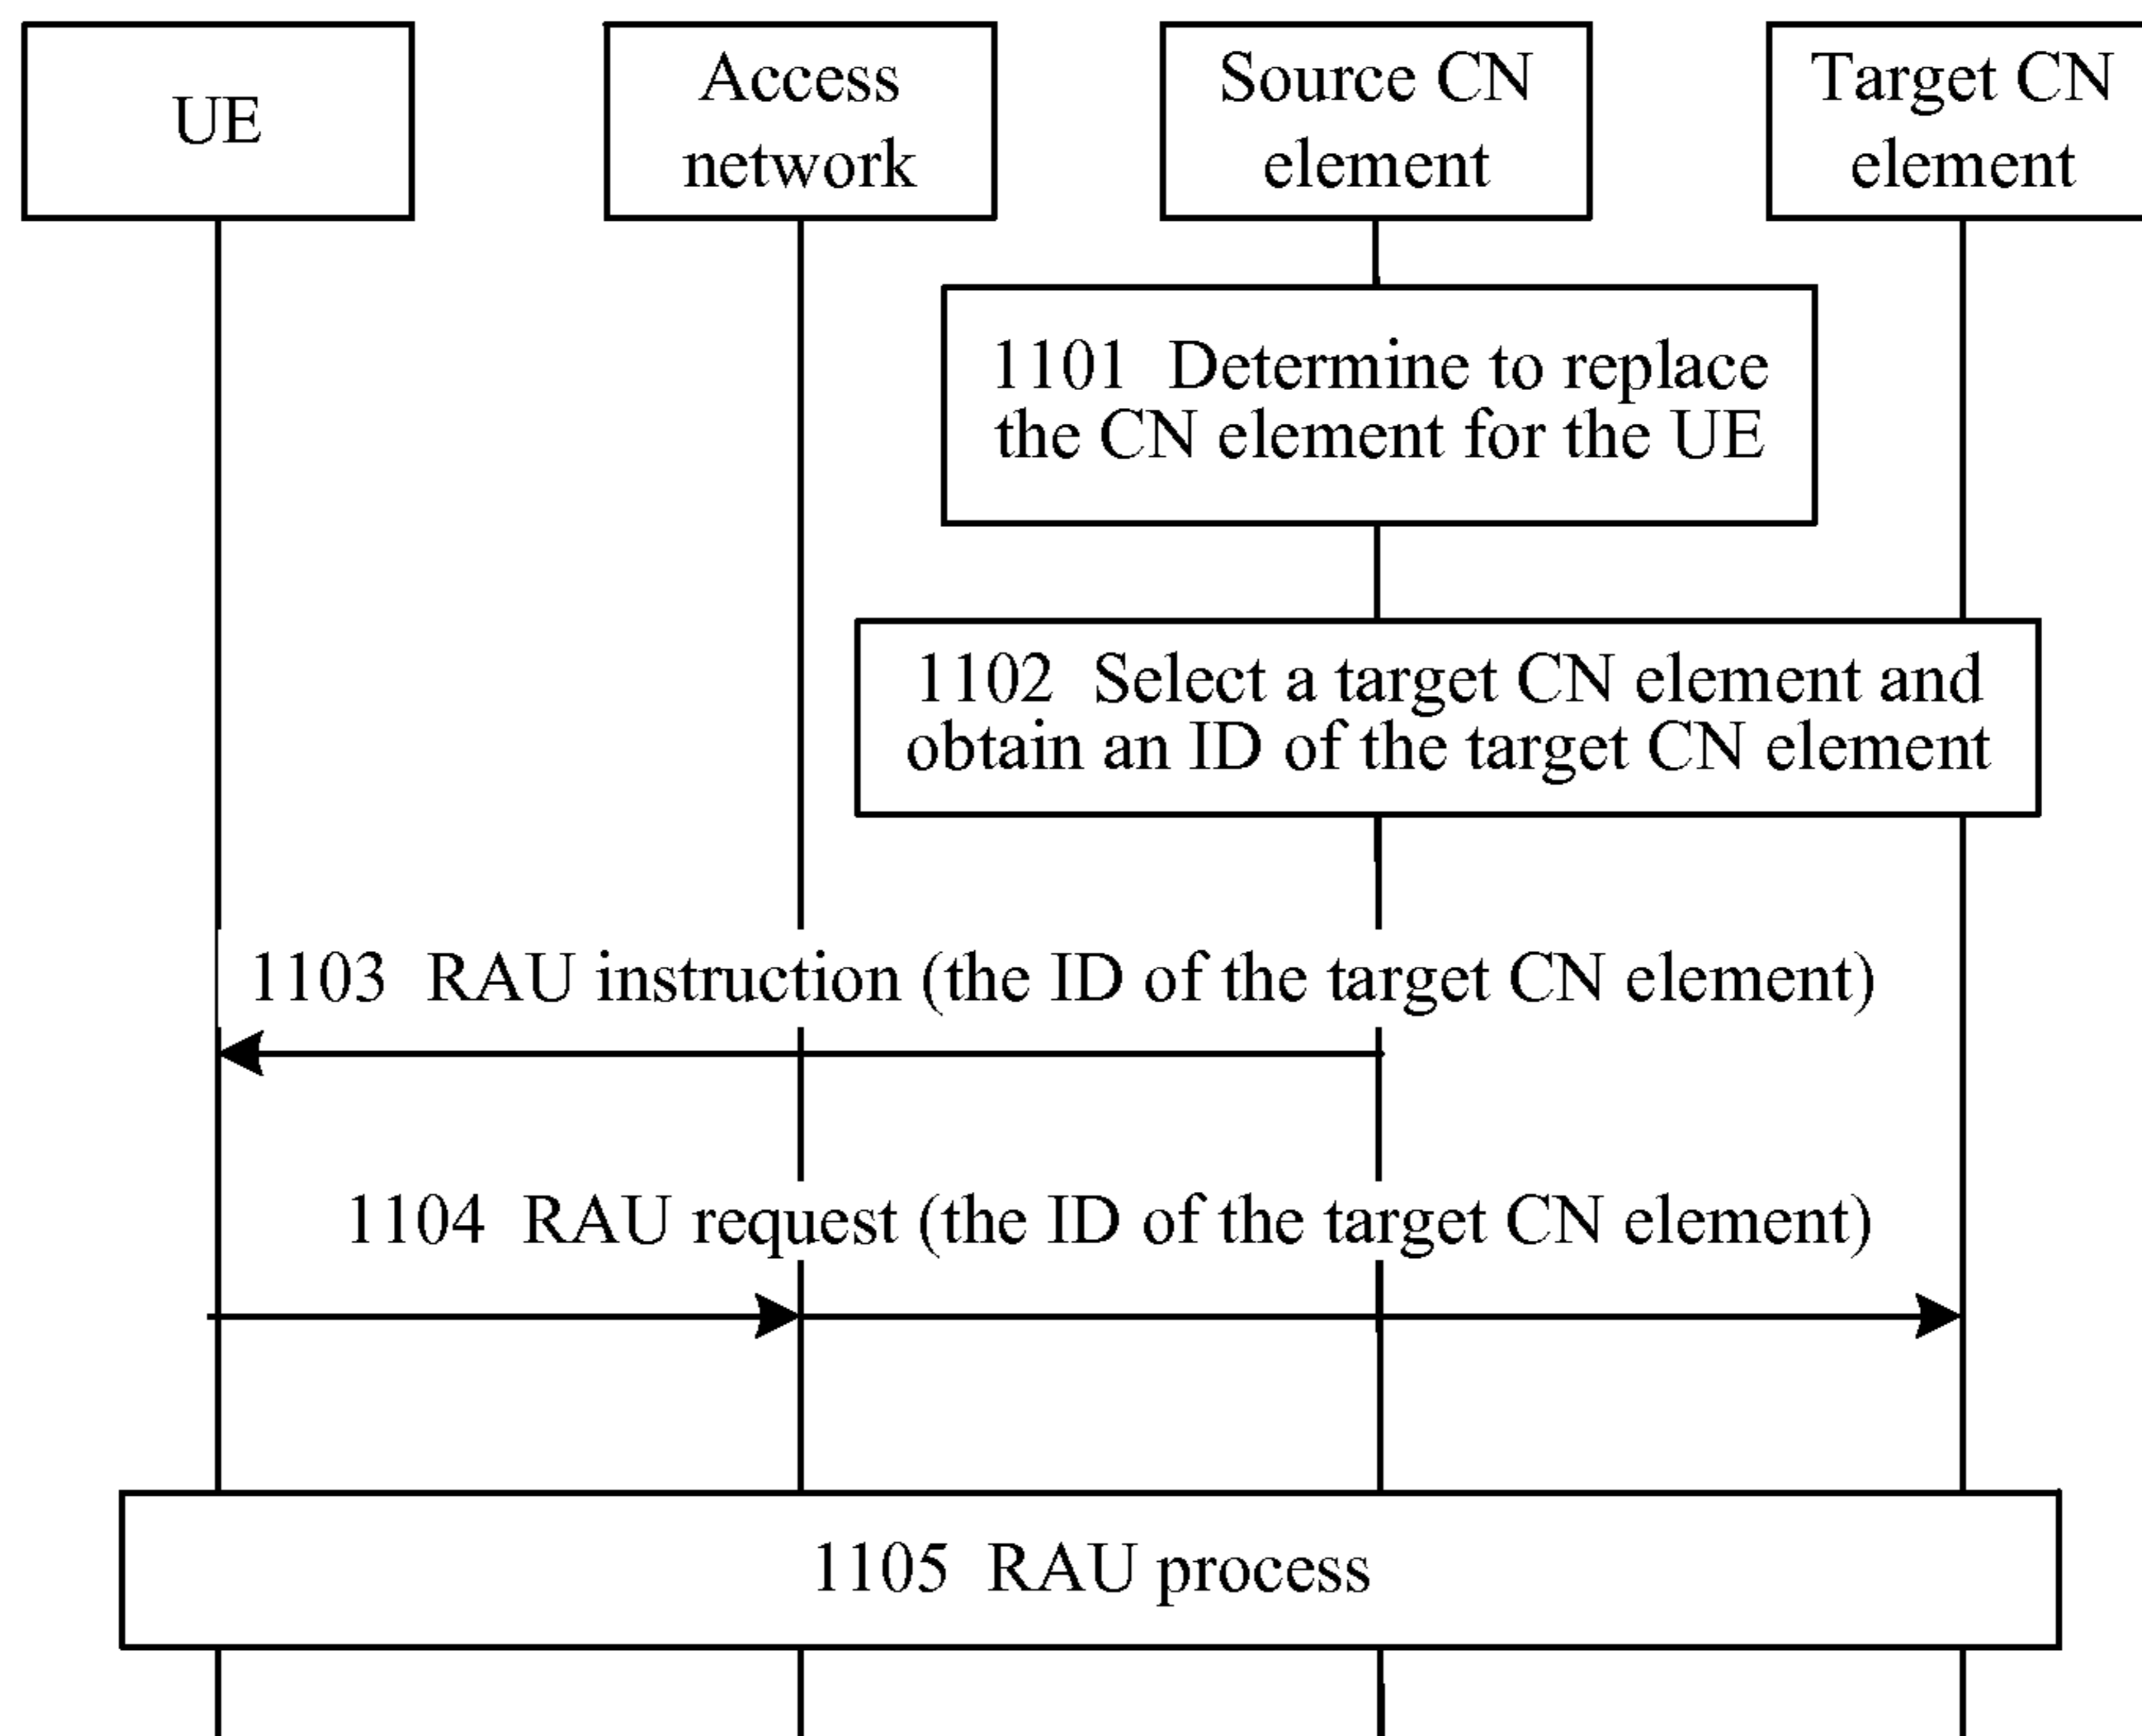 UE
Access
network
Source CN
element
Target CN
element
1101 Determine to replace
the CN element for the UE
1102 Select a target CN element and
obtain an ID of the target CN element
1103 RAU instruction (the ID of the target CN element)
1104 RAU request (the ID of the target CN element)
1105 RAU process